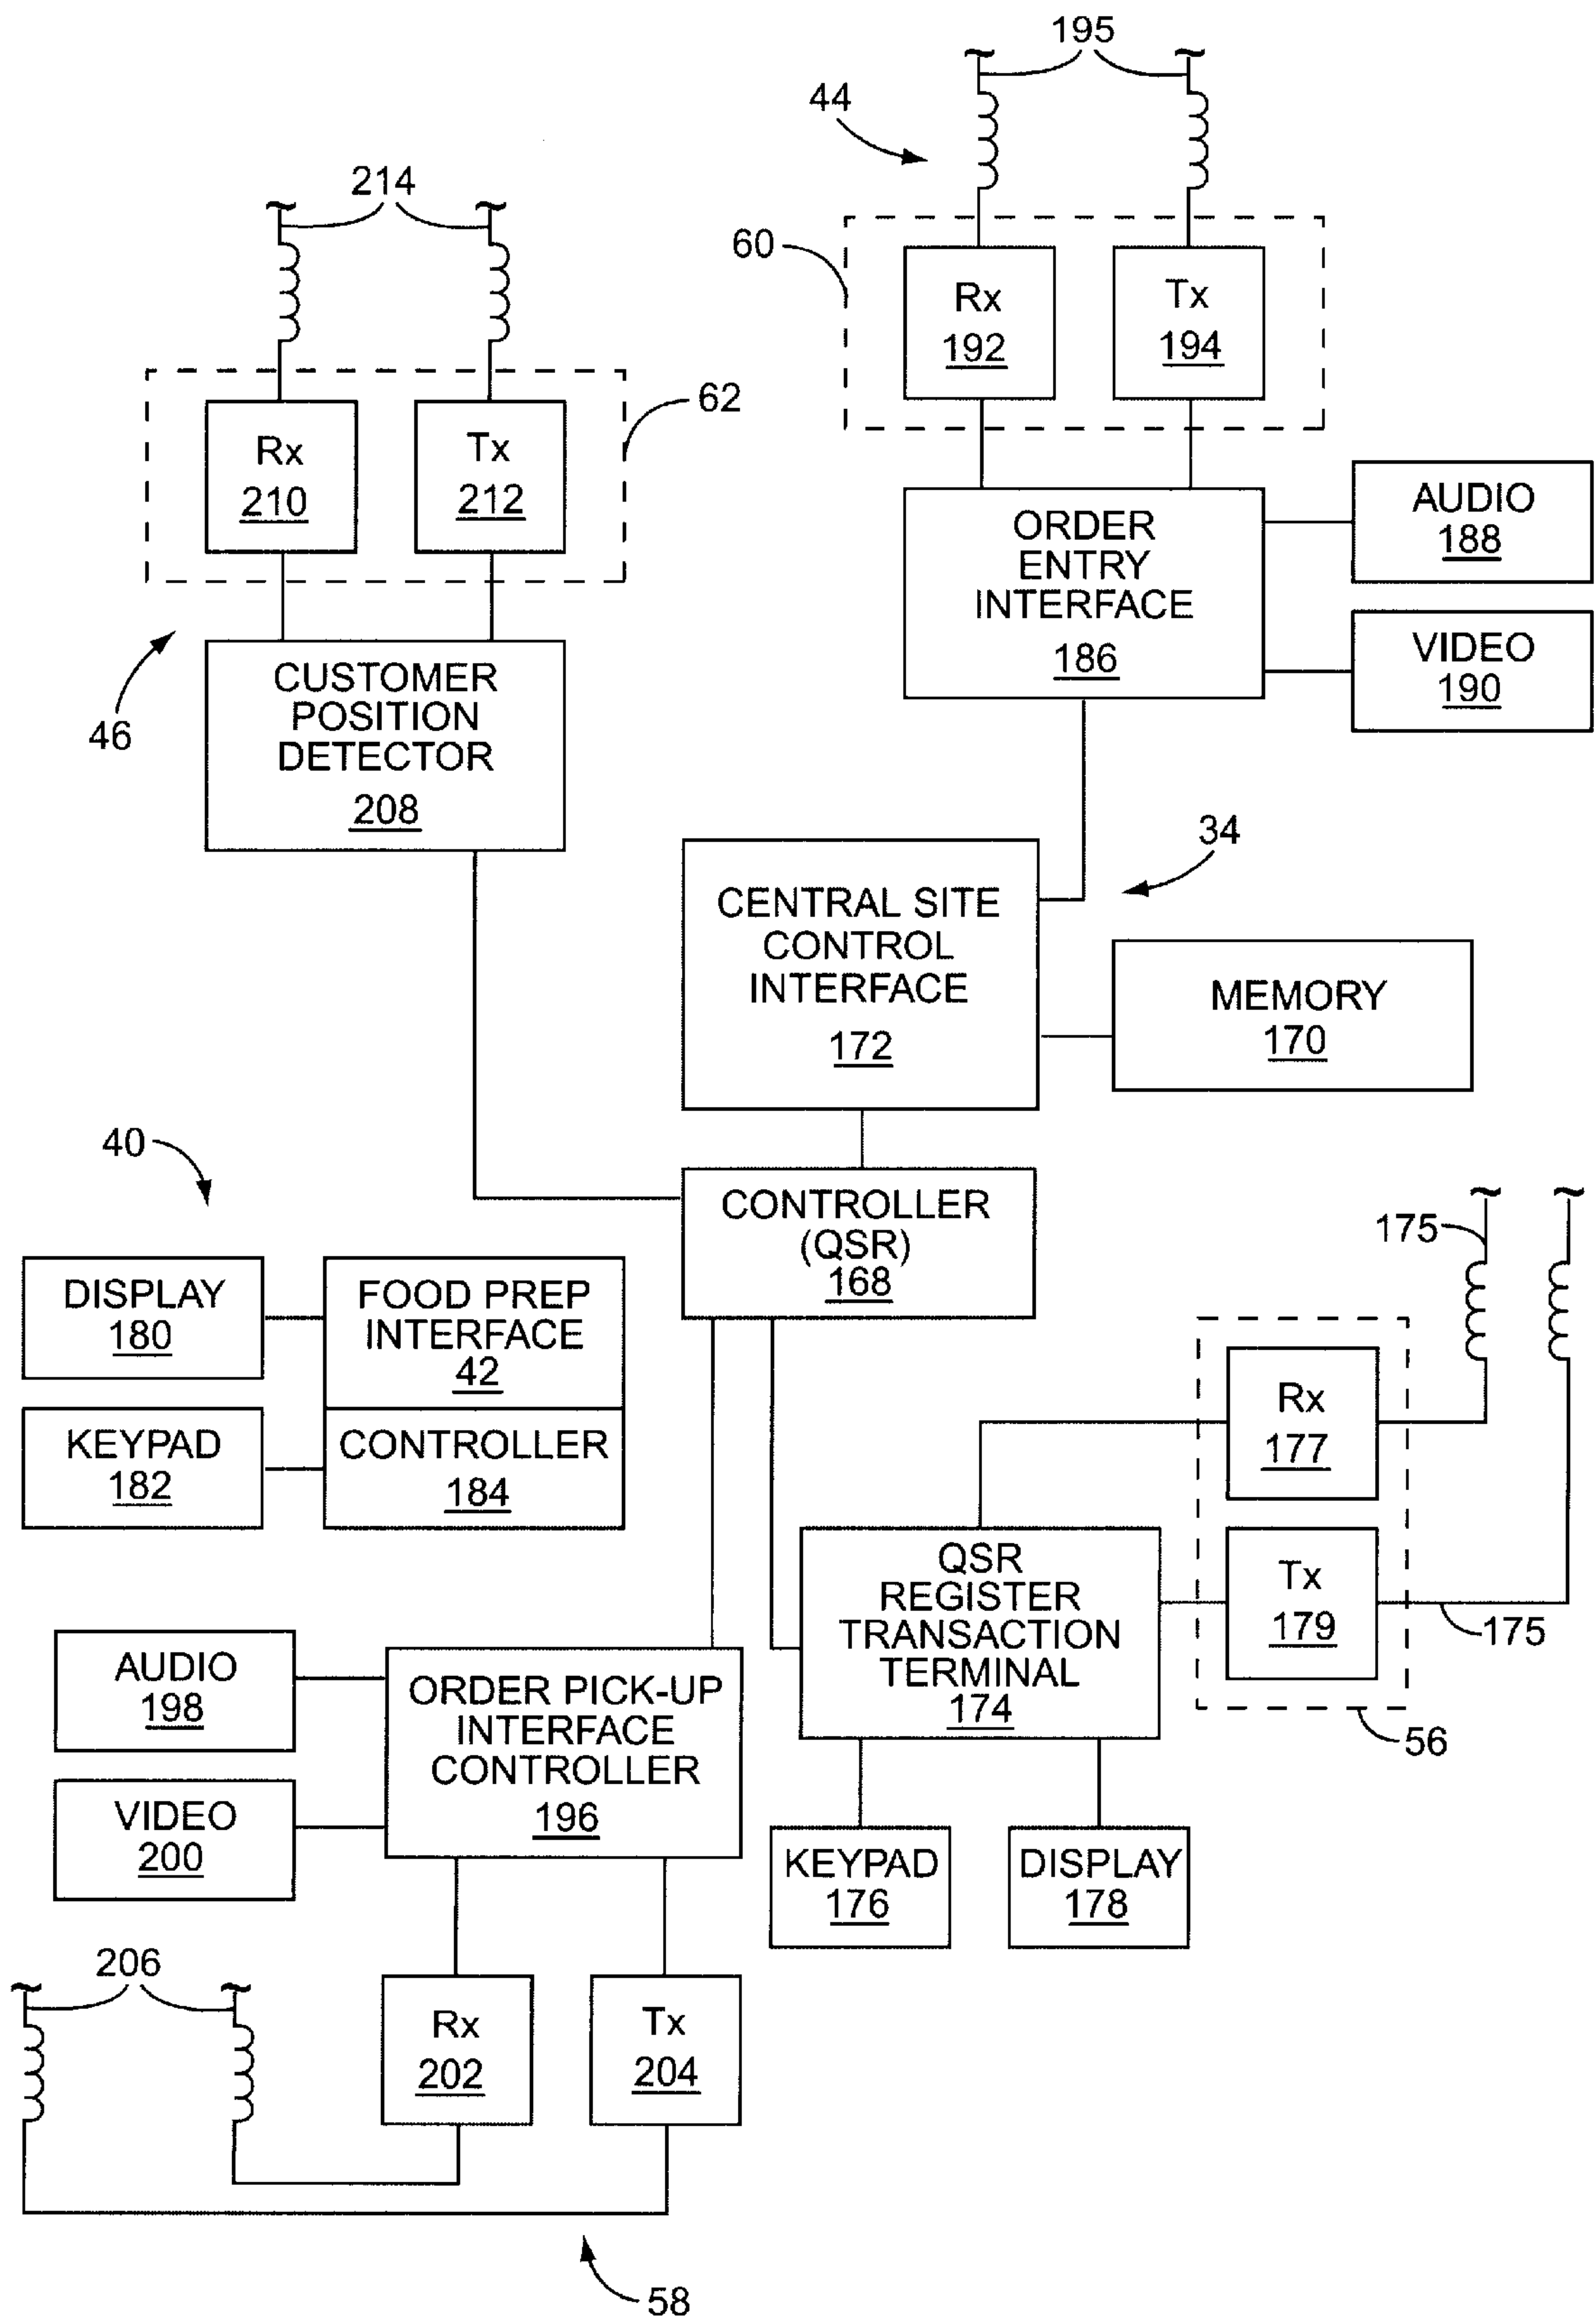 195
44
214
60
Rx
192
Tx
194
62
Rx
210
Tx
212
AUDIO
188
ORDER
ENTRY
INTERFACE
186
VIDEO
190
46
CUSTOMER
POSITION
DETECTOR
208
34
CENTRAL SITE
CONTROL
INTERFACE
172
MEMORY
170
40
CONTROLLER
(QSR)
168
175
DISPLAY
180
FOOD PREP
INTERFACE
42
KEYPAD
182
CONTROLLER
184
Rx
177
QSR
REGISTER
TRANSACTION
TERMINAL
174
Tx
179
175
56
AUDIO
198
ORDER PICK-UP
INTERFACE
CONTROLLER
196
VIDEO
200
KEYPAD
176
DISPLAY
178
206
Rx
202
Tx
204
58